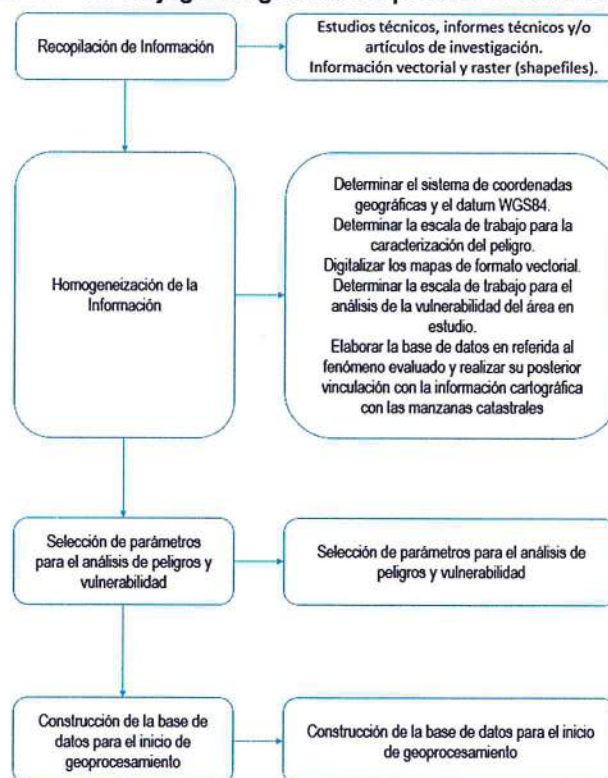 Recopilación de Información
Estudios técnicos, informes técnicos y/o
artículos de investigación.
Información vectorial y raster (shapefiles).
Homogeneización de la
Información
Determinar el sistema de coordenadas
geográficas y el datum WGS84.
Determinar la escala de trabajo para la
caracterización del peligro.
Digitalizar los mapas de formato vectorial.
Determinar la escala de trabajo para el
análisis de la vulnerabilidad del área en
estudio.
Elaborar la base de datos en referida al
fenómeno evaluado y realizar su posterior
vinculación con la información cartográfica
con las manzanas catastrales
Selección de parámetros
para el análisis de peligros y
vulnerabilidad
Selección de parámetros para el análisis de
peligros y vulnerabilidad
Construcción de la base de
datos para el inicio de
geoprocesamiento
Construcción de la base de datos para el inicio
de geoprocesamiento